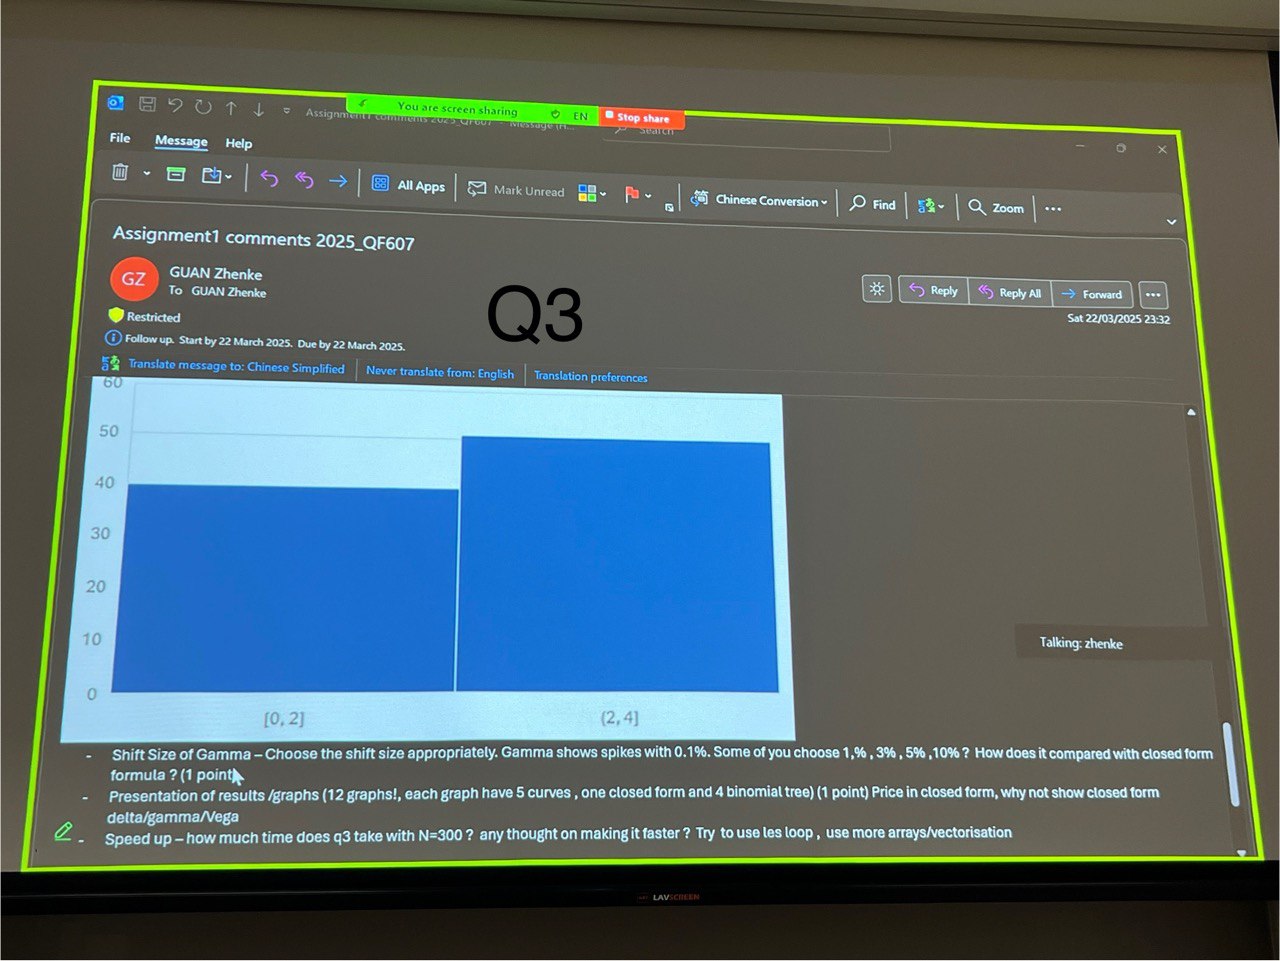 You are screen sharing
EN
Stop share
Assignment1 comments 2025_QF607 - Message (H...
Search
File Message Help
All Apps Mark Unread Chinese Conversion Find Zoom ...
Assignment1 comments 2025_QF607
GZ
GUAN Zhenke
To GUAN Zhenke
Q3
Reply Reply All Forward ...
Sat 22/03/2025 23:32
Restricted
Follow up. Start by 22 March 2025. Due by 22 March 2025.
Translate message to: Chinese Simplified Never translate from: English Translation preferences
60
50
40
30
20
10
0
[0, 2] (2, 4]
Talking: zhenke
- Shift Size of Gamma – Choose the shift size appropriately. Gamma shows spikes with 0.1%. Some of you choose 1,% , 3% , 5% ,10% ? How does it compared with closed form
formula ? (1 point)
- Presentation of results /graphs (12 graphs!, each graph have 5 curves , one closed form and 4 binomial tree) (1 point) Price in closed form, why not show closed form
delta/gamma/Vega
- Speed up – how much time does q3 take with N=300 ? any thought on making it faster ? Try to use les loop , use more arrays/vectorisation
LAVSCREEN